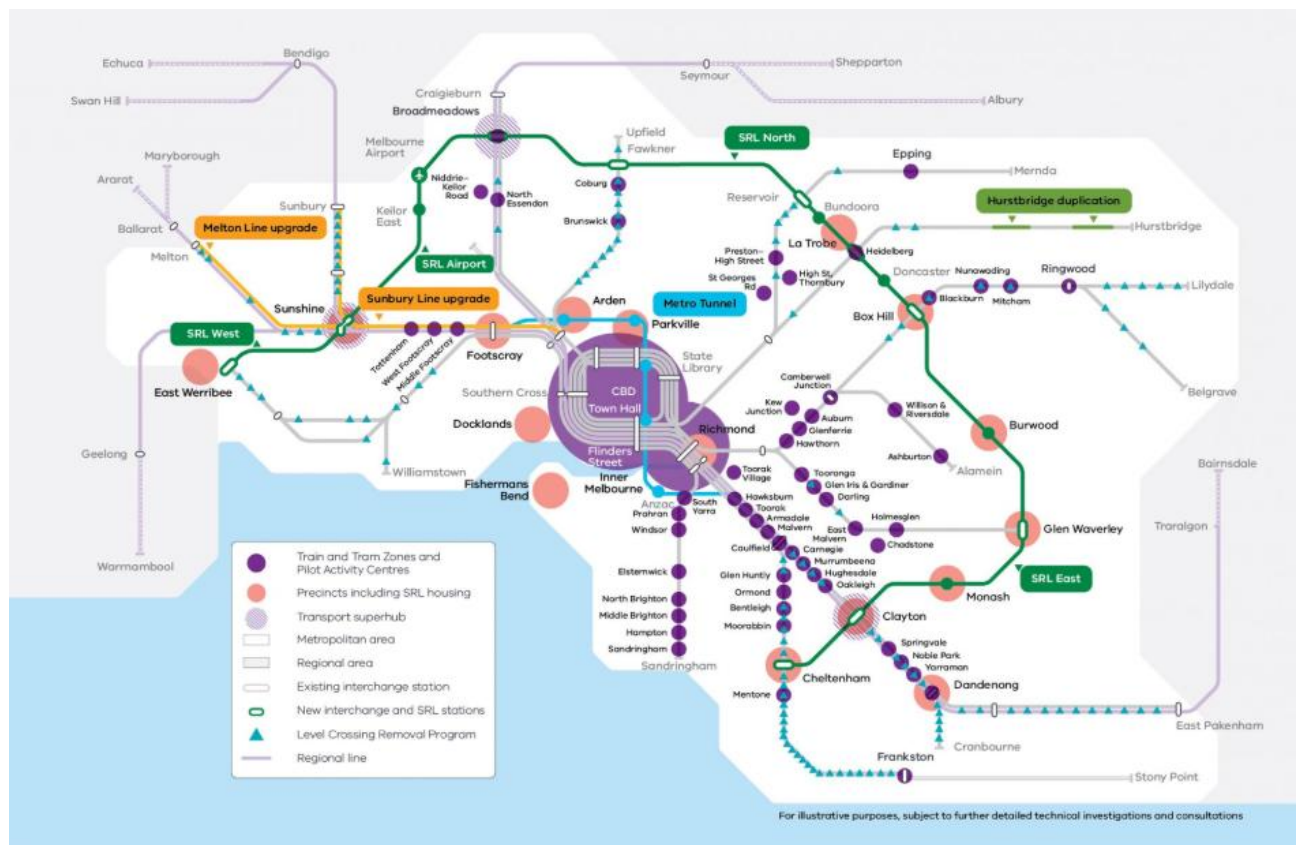 Bendigo
Echuca
Swan Hill
Shepparton
Seymour
Albury
Craigieburn
Broadmeadows
Upfield
Fawkner
SRL North
Melbourne
Airport
Maryborough
Ararat
Epping
Mernda
Niddrie–
Keilor
Road
North
Essendon
Coburg
Reservoir
Bundoora
Hurstbridge duplication
Sunbury
Keilor
East
Brunswick
Melton Line upgrade
Ballarat
Melton
La Trobe
Heidelberg
Hurstbridge
Preston–
High Street
SRL Airport
St Georges
Rd
High St,
Thornbury
Doncaster
Nunawading
Ringwood
Blackburn
Mitcham
Lilydale
Sunshine
Sunbury Line upgrade
Arden
Metro Tunnel
Parkville
Box Hill
SRL West
Tottenham
West Footscray
Middle Footscray
Footscray
State
Library
East Werribee
Southern Cross
CBD
Town Hall
Camberwell
Junction
Belgrave
Kew
Junction
Auburn
Glenferrie
Hawthorn
Willison &
Riversdale
Burwood
Docklands
Richmond
Geelong
Williamstown
Flinders
Street
Ashburton
Alamein
Bairnsdale
Fishermans
Bend
Inner
Melbourne
Anzac
Toorak
Village
Tooronga
Glen Iris & Gardiner
Darling
South
Yarra
Hawksburn
Toorak
Armadale
Malvern
Prahran
Windsor
East
Malvern
Holmesglen
Chadstone
Glen Waverley
Traralgon
Caulfield
Carnegie
Murrumbeena
Hughesdale
Oakleigh
Warrnambool
Elsternwick
Glen Huntly
Ormond
Bentleigh
Moorabbin
SRL East
Monash
North Brighton
Middle Brighton
Hampton
Sandringham
Sandringham
Clayton
Springvale
Noble Park
Yarraman
Cheltenham
Mentone
Dandenong
East Pakenham
Cranbourne
Frankston
Stony Point
Train and Tram Zones and
Pilot Activity Centres
Precincts including SRL housing
Transport superhub
Metropolitan area
Regional area
Existing interchange station
New interchange and SRL stations
Level Crossing Removal Program
Regional line
For illustrative purposes, subject to further detailed technical investigations and consultations